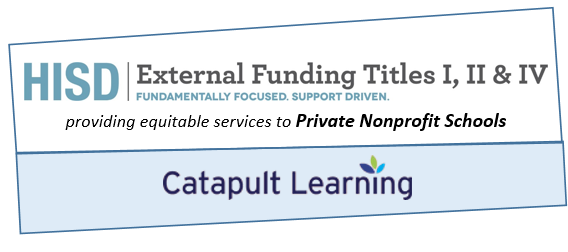 HISD External Funding Titles I, II & IV
FUNDAMENTALLY FOCUSED. SUPPORT DRIVEN.
providing equitable services to Private Nonprofit Schools
Catapult Learning